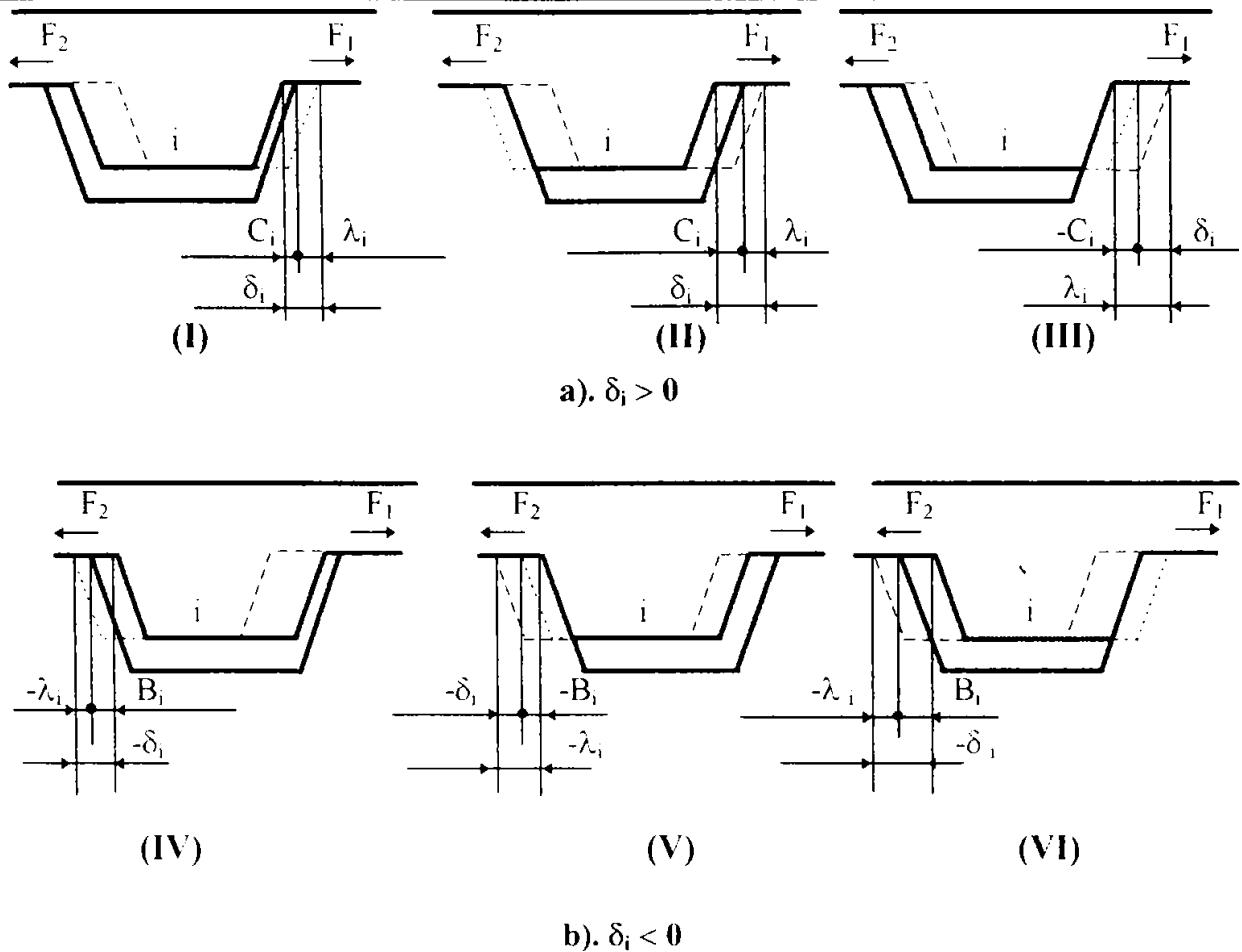 F₂ F₁ F₂ F₁ F₂ F₁
i i i
Cᵢ λᵢ Cᵢ λᵢ -Cᵢ δᵢ
δᵢ δᵢ λᵢ
(I) (II) (III)
a). δᵢ > 0
F₂ F₁ F₂ F₁ F₂ F₁
i i i
-λᵢ Bᵢ -δᵢ -Bᵢ -λᵢ Bᵢ
-δᵢ -λᵢ -δᵢ
(IV) (V) (VI)
b). δᵢ < 0